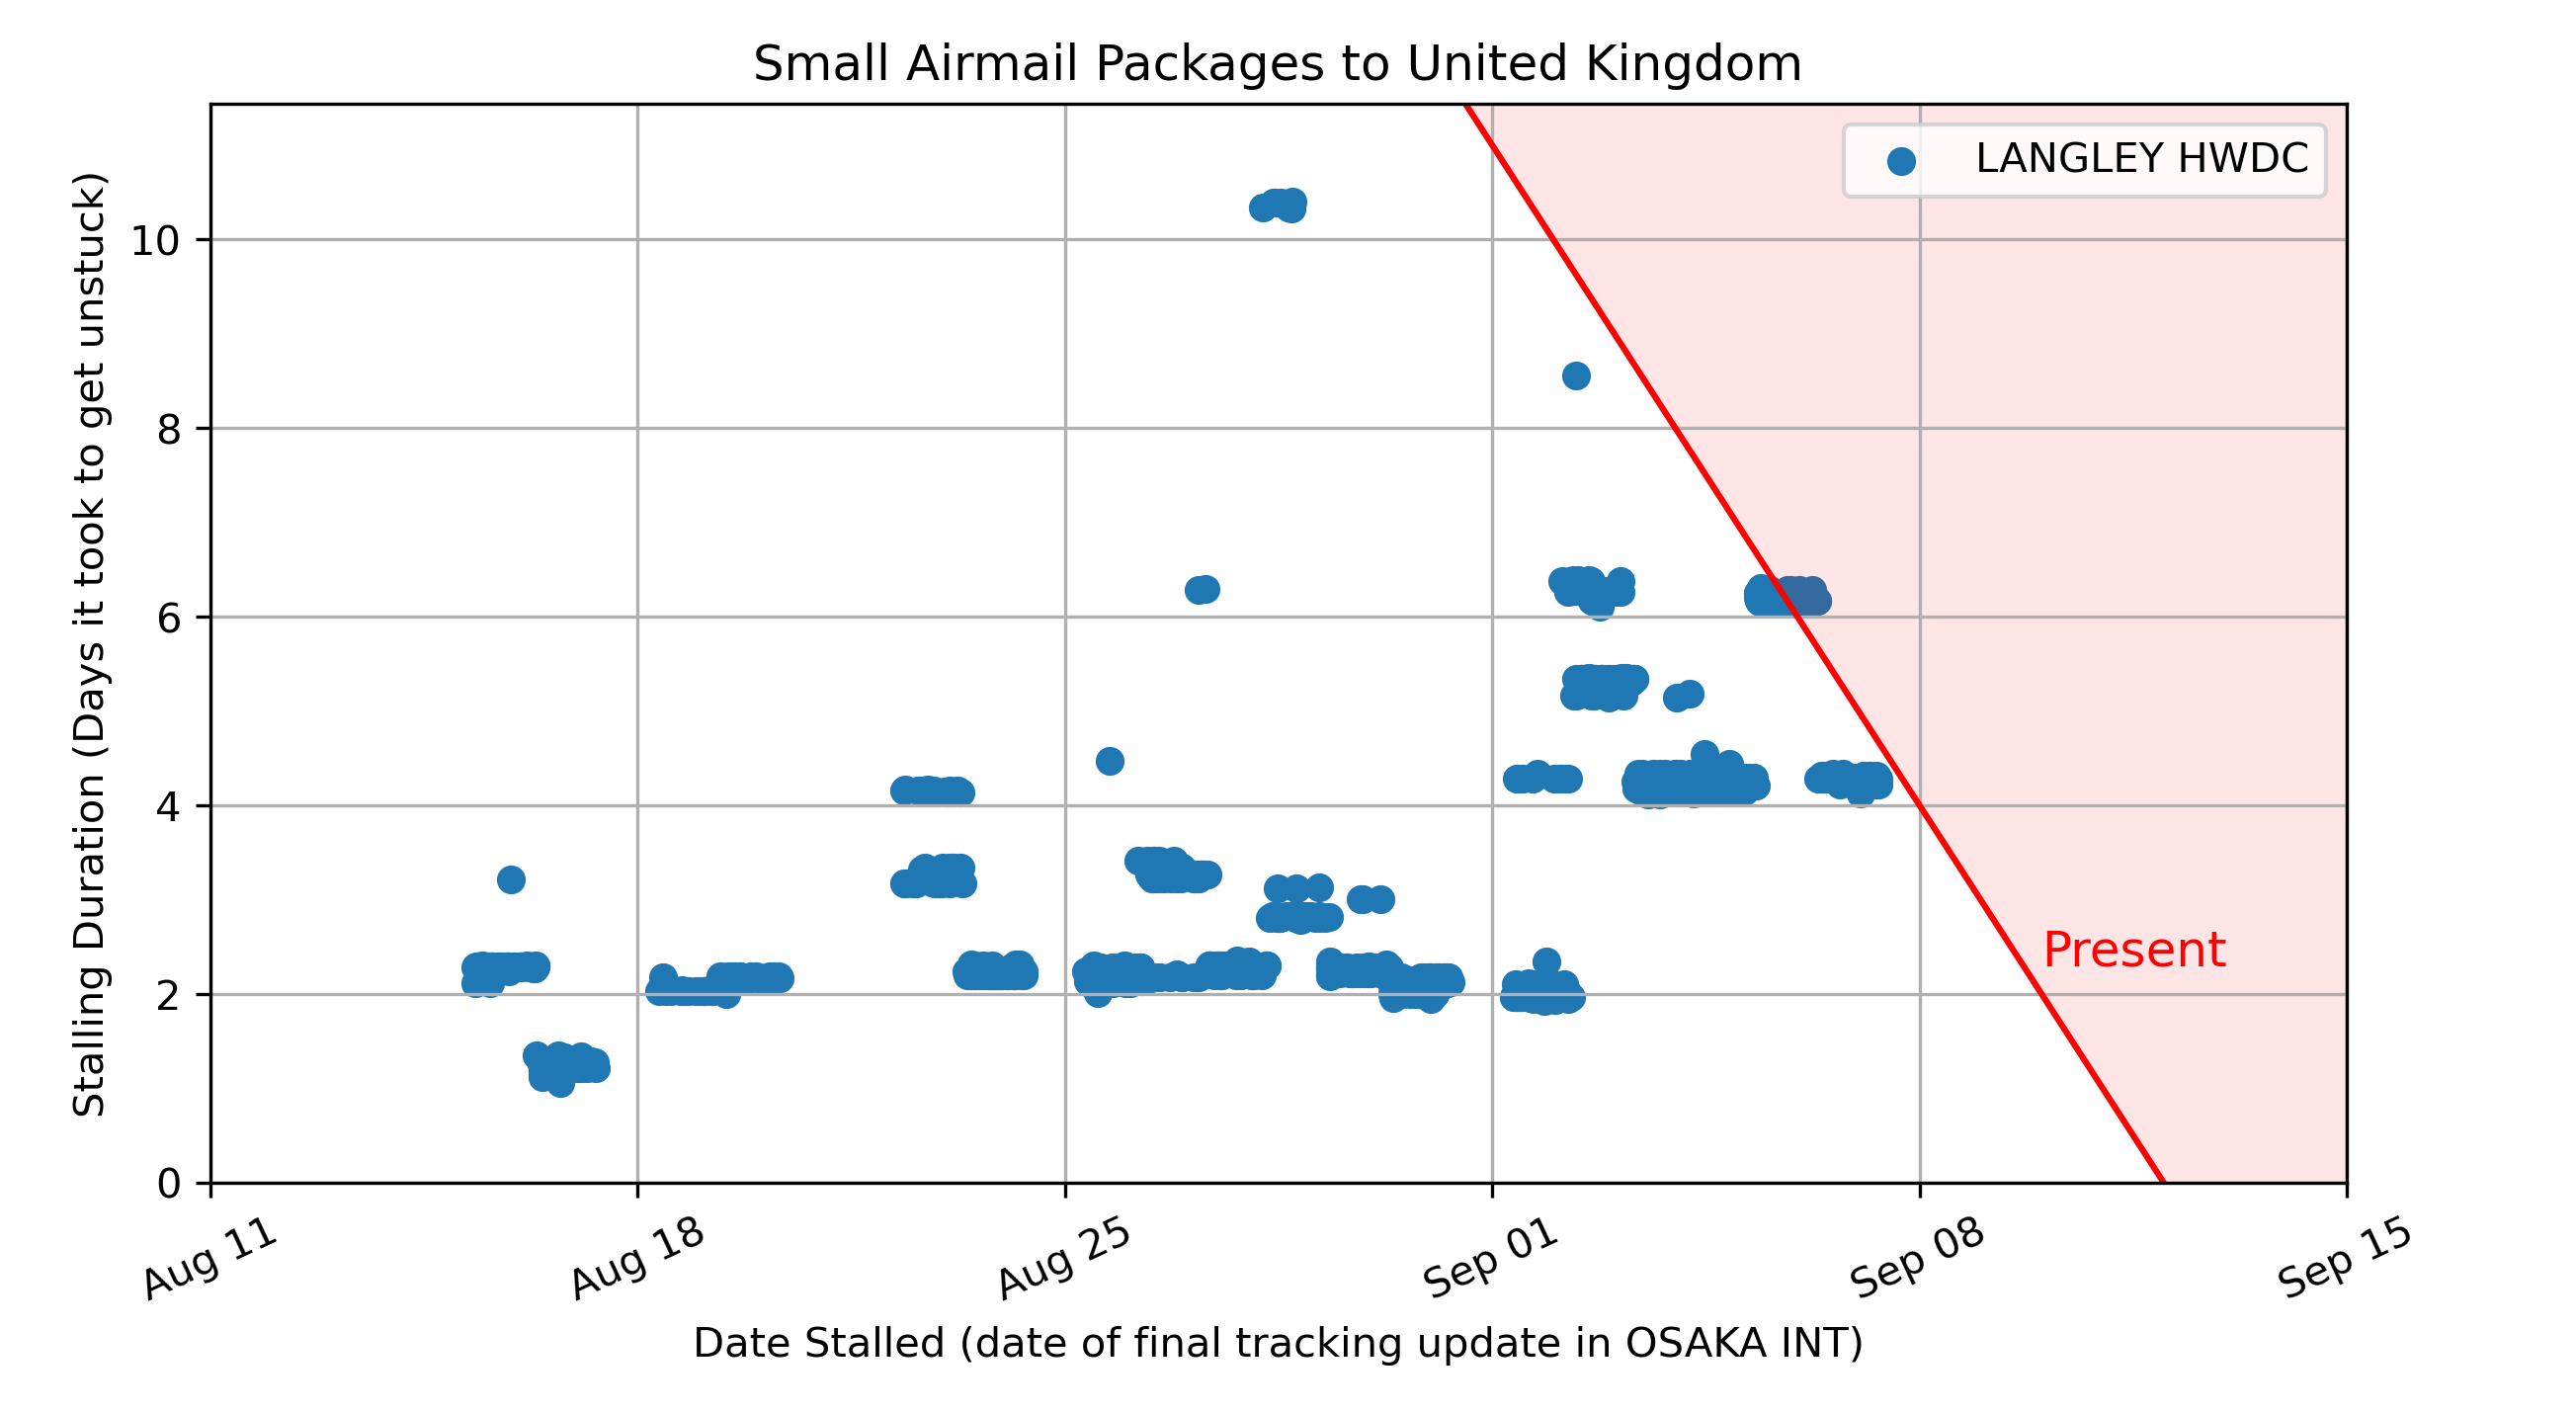 Small Airmail Packages to United Kingdom
LANGLEY HWDC
Stalling Duration (Days it took to get unstuck)
10
8
6
4
2
0
Present
Aug 11
Aug 18
Aug 25
Sep 01
Sep 08
Sep 15
Date Stalled (date of final tracking update in OSAKA INT)